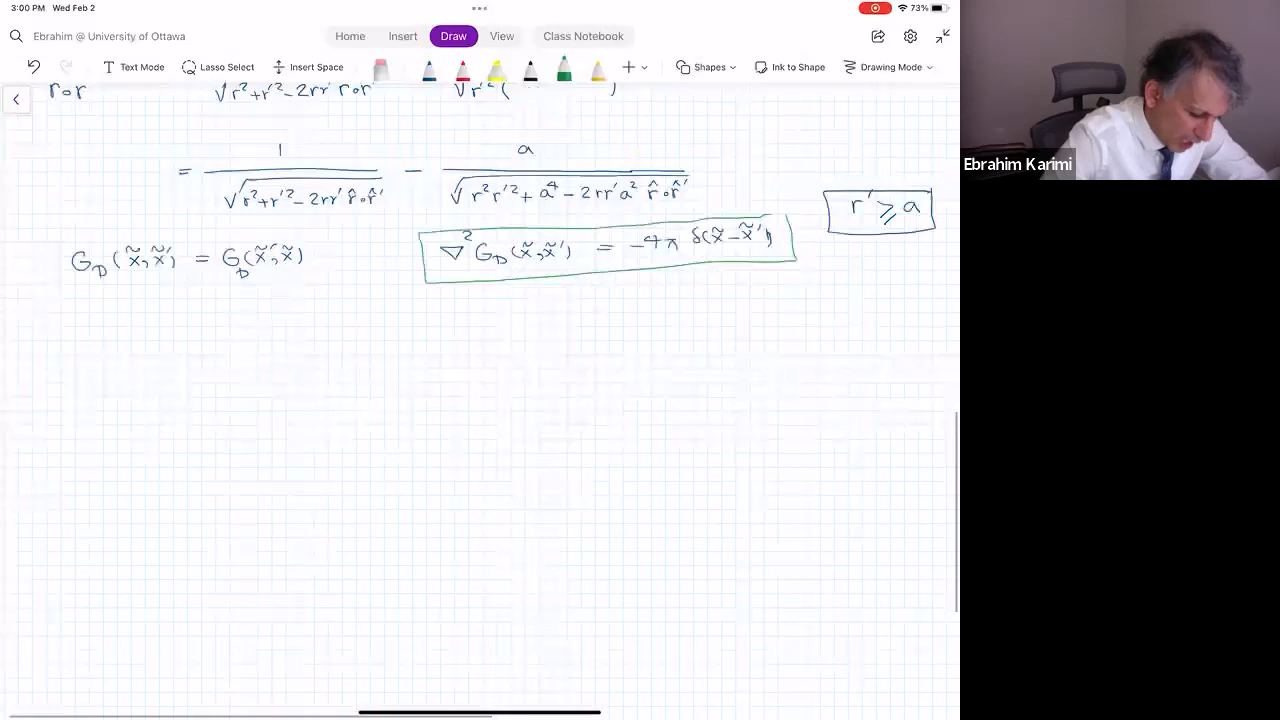 3:00 PM Wed Feb 2
73%
Ebrahim @ University of Ottawa
Home Insert Draw View Class Notebook
Text Mode Lasso Select Insert Space Shapes Ink to Shape Drawing Mode
r∘r √r²+r'²-2rr' r∘r' √r'²( )
= 1/√(r²+r'²-2rr' r̂∘r̂') - a/√(r²r'²+a⁴-2rr'a² r̂∘r̂')
r' ⩾ a
G_D(x̃,x̃') = G_D(x̃',x̃) ∇²G_D(x̃,x̃') = -4π δ(x̃-x̃')
Ebrahim Karimi